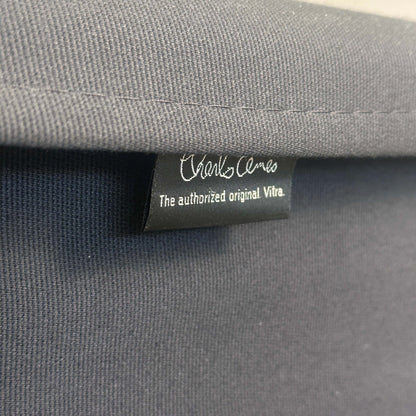 Charles Eames
The authorized original. Vitra.